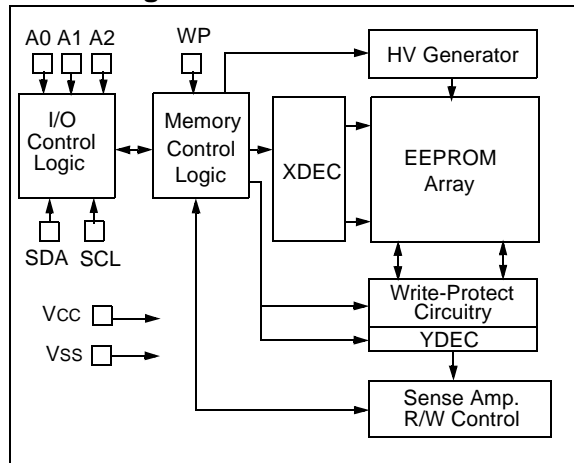 A0 A1 A2
WP
HV Generator
I/O
Control
Logic
Memory
Control
Logic
XDEC
EEPROM
Array
SDA
SCL
Write-Protect
Circuitry
YDEC
VCC
VSS
Sense Amp.
R/W Control